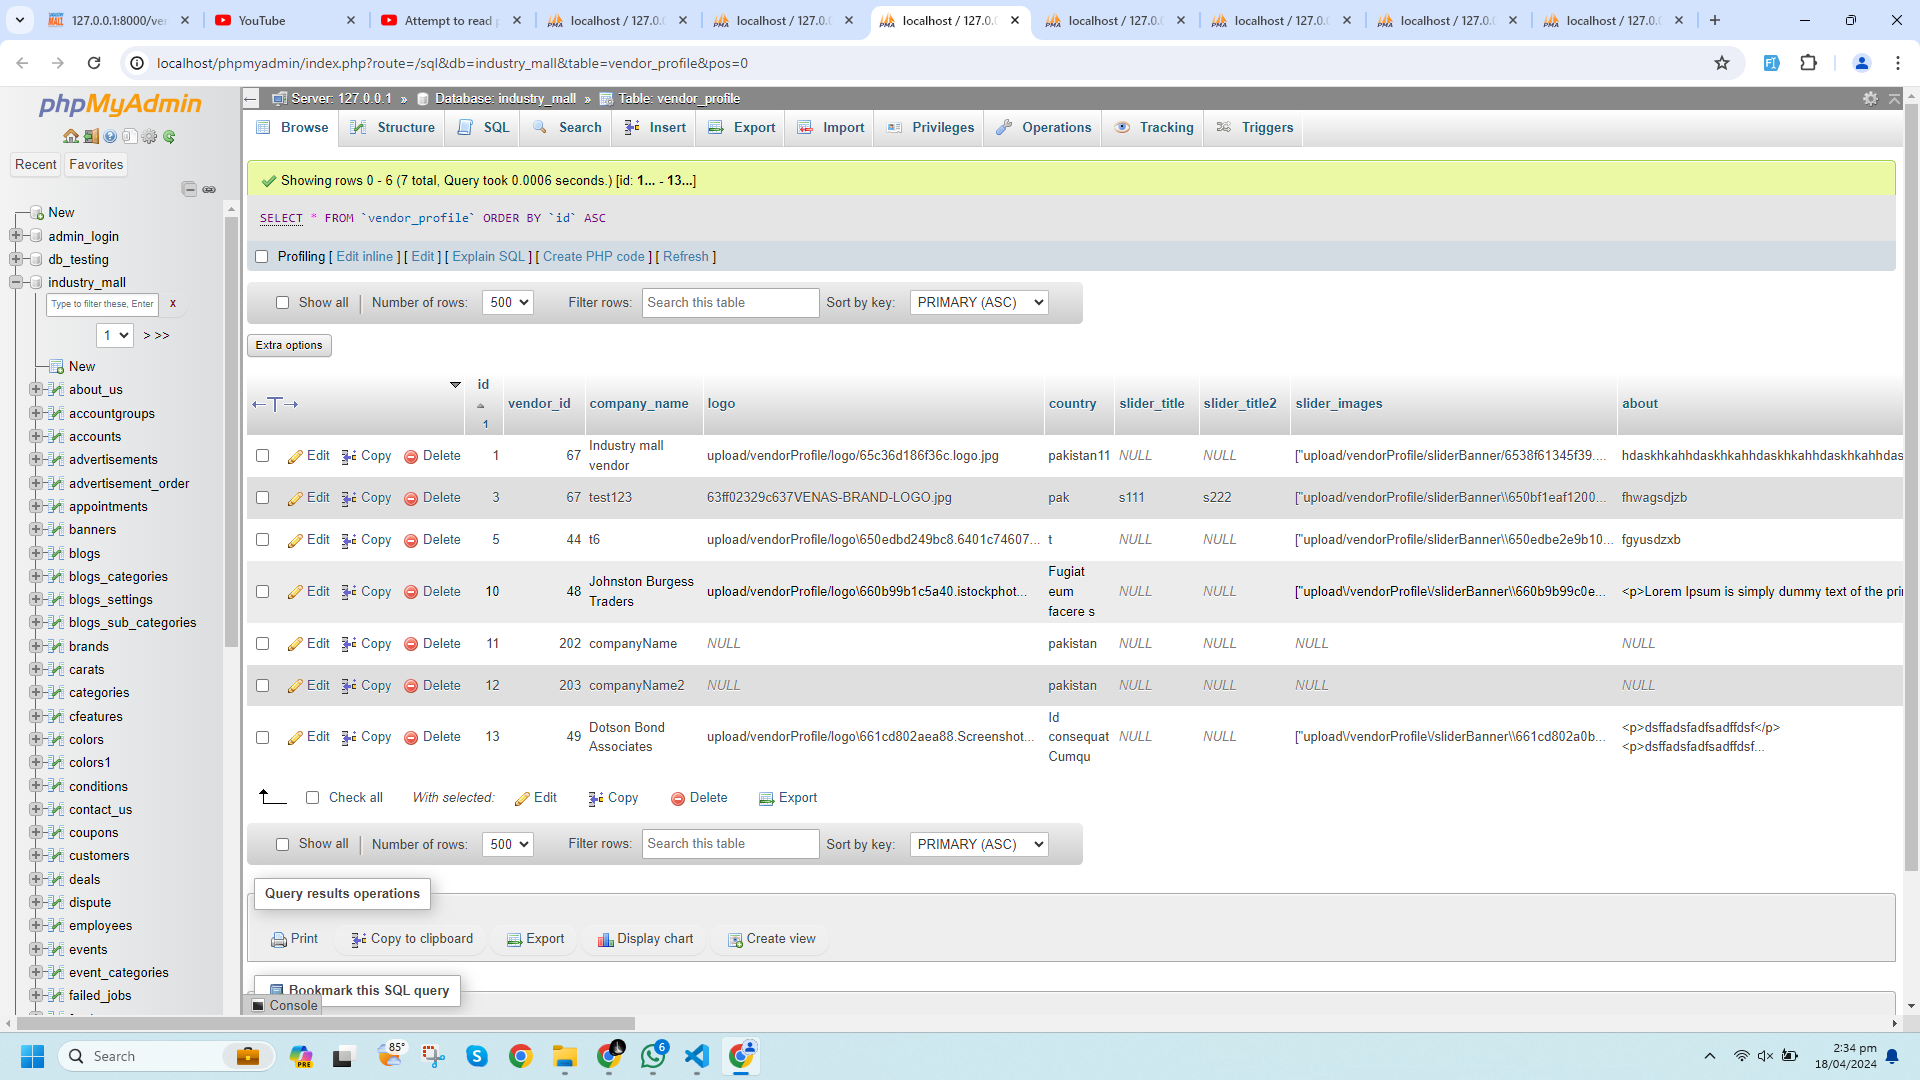 127.0.0.1:8000/ver
YouTube
Attempt to read p
localhost / 127.0.0
localhost / 127.0.0
localhost / 127.0.0
localhost / 127.0.0
localhost / 127.0.0
localhost / 127.0.0
localhost / 127.0.0
localhost/phpmyadmin/index.php?route=/sql&db=industry_mall&table=vendor_profile&pos=0
phpMyAdmin
Recent Favorites
New
admin_login
db_testing
industry_mall
Type to filter these, Enter X
1 > >>
New
about_us
accountgroups
accounts
advertisements
advertisement_order
appointments
banners
blogs
blogs_categories
blogs_settings
blogs_sub_categories
brands
carats
categories
cfeatures
colors
colors1
conditions
contact_us
coupons
customers
deals
dispute
employees
events
event_categories
failed_jobs
Server: 127.0.0.1 » Database: industry_mall » Table: vendor_profile
Browse Structure SQL Search Insert Export Import Privileges Operations Tracking Triggers
Showing rows 0 - 6 (7 total, Query took 0.0006 seconds.) [id: 1... - 13...]
SELECT * FROM `vendor_profile` ORDER BY `id` ASC
Profiling [ Edit inline ] [ Edit ] [ Explain SQL ] [ Create PHP code ] [ Refresh ]
Show all Number of rows: 500 Filter rows: Search this table Sort by key: PRIMARY (ASC)
Extra options
←T→ id 1 vendor_id company_name logo country slider_title slider_title2 slider_images about
Edit Copy Delete 1 67 Industry mall vendor upload/vendorProfile/logo/65c36d186f36c.logo.jpg pakistan11 NULL NULL ["upload/vendorProfile/sliderBanner/6538f61345f39.... hdaskhkahhdaskhkahhdaskhkahhdaskhkahhdas
Edit Copy Delete 3 67 test123 63ff02329c637VENAS-BRAND-LOGO.jpg pak s111 s222 ["upload/vendorProfile/sliderBanner\\650bf1eaf1200... fhwagsdjzb
Edit Copy Delete 5 44 t6 upload/vendorProfile/logo\650edbd249bc8.6401c74607... t NULL NULL ["upload/vendorProfile/sliderBanner\\650edbe2e9b10... fgyusdzxb
Edit Copy Delete 10 48 Johnston Burgess Traders upload/vendorProfile/logo\660b99b1c5a40.istockphot... Fugiat eum facere s NULL NULL ["upload\/vendorProfile\/sliderBanner\\660b9b99c0e... <p>Lorem Ipsum is simply dummy text of the pri
Edit Copy Delete 11 202 companyName NULL pakistan NULL NULL NULL NULL
Edit Copy Delete 12 203 companyName2 NULL pakistan NULL NULL NULL NULL
Edit Copy Delete 13 49 Dotson Bond Associates upload/vendorProfile/logo\661cd802aea88.Screenshot... Id consequat Cumqu NULL NULL ["upload\/vendorProfile\/sliderBanner\\661cd802a0b... <p>dsffadsfadfsadffdsf</p> <p>dsffadsfadfsadffdsf...
Check all With selected: Edit Copy Delete Export
Show all Number of rows: 500 Filter rows: Search this table Sort by key: PRIMARY (ASC)
Query results operations
Print Copy to clipboard Export Display chart Create view
Bookmark this SQL query
Console
Search
PRE
85°
6
2:34 pm
18/04/2024